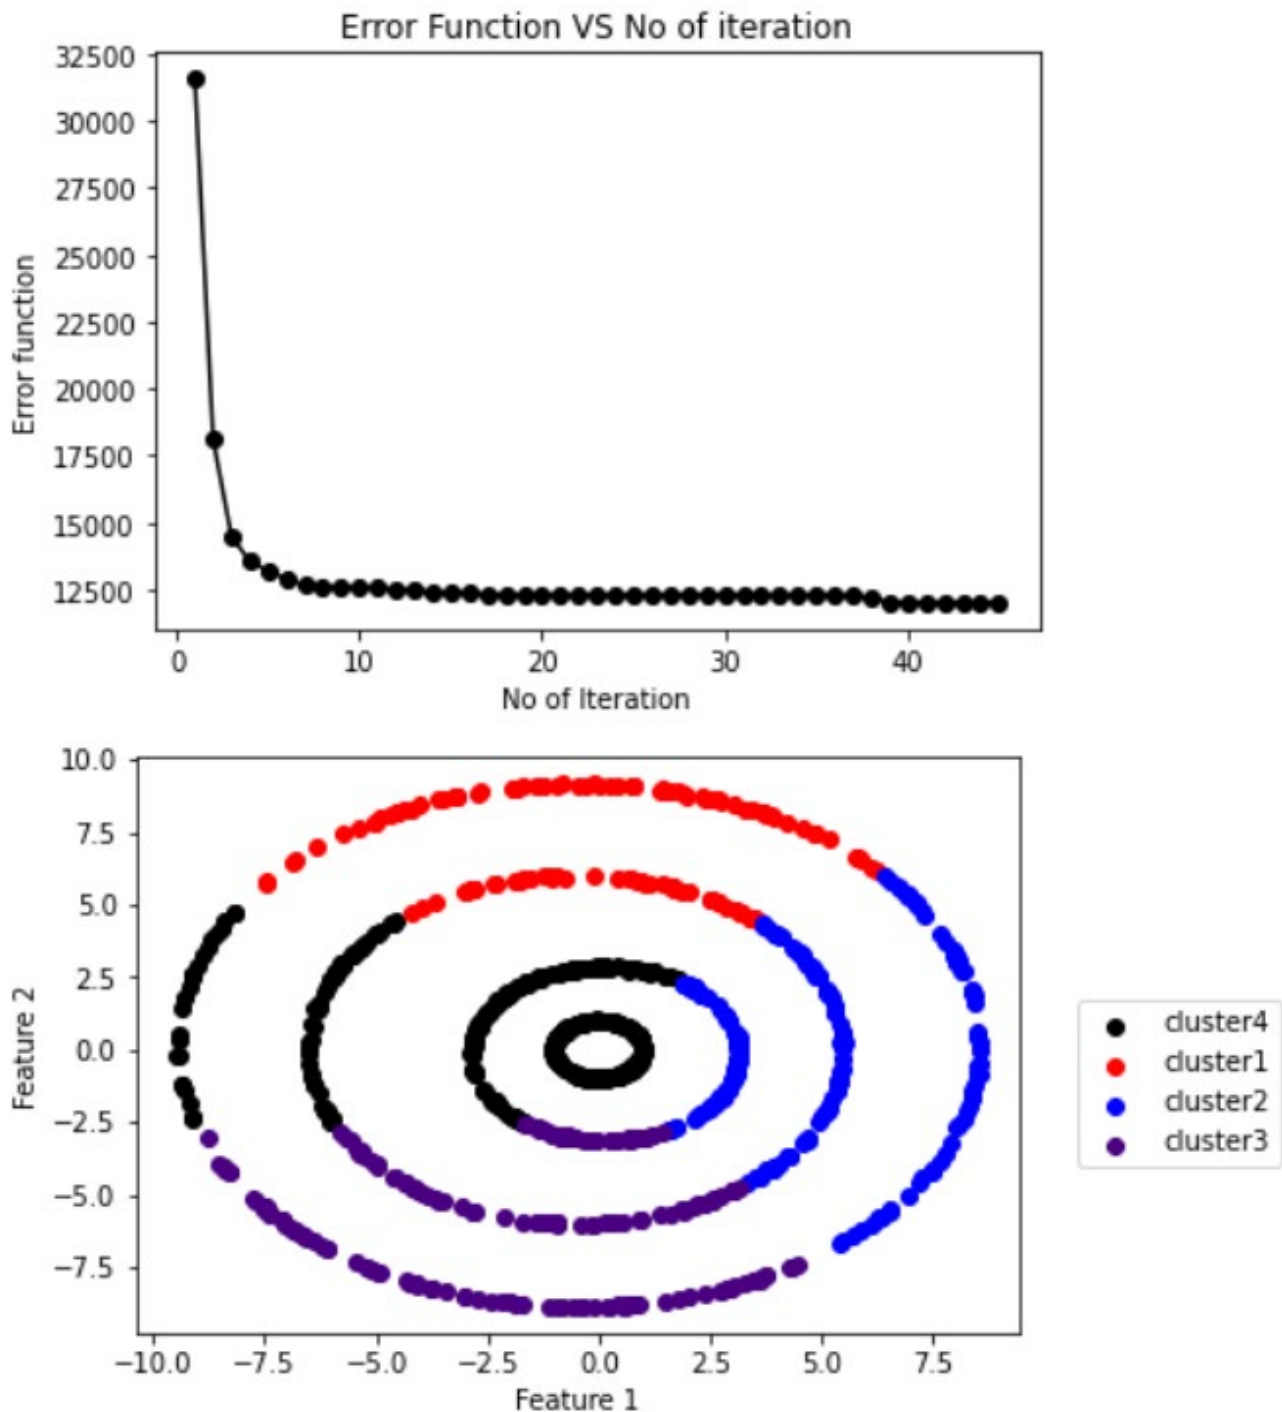 Error Function VS No of iteration
32500
30000
27500
25000
22500
20000
17500
15000
12500
Error function
0 10 20 30 40
No of Iteration
10.0
7.5
5.0
2.5
0.0
−2.5
−5.0
−7.5
Feature 2
−10.0 −7.5 −5.0 −2.5 0.0 2.5 5.0 7.5
Feature 1
cluster4
cluster1
cluster2
cluster3